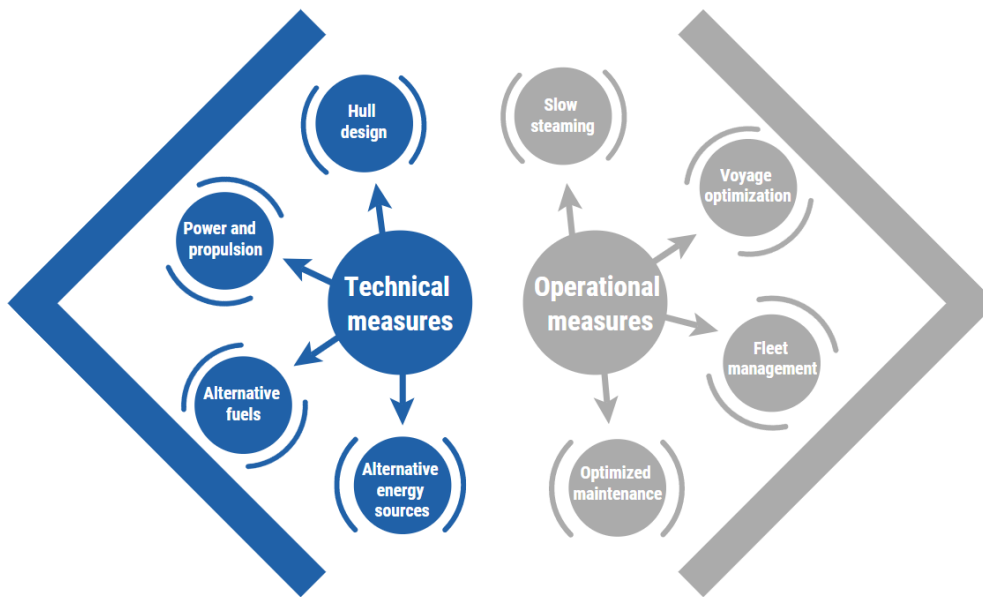 Hull
design
Power and
propulsion
Technical
measures
Alternative
fuels
Alternative
energy
sources
Slow
steaming
Voyage
optimization
Operational
measures
Fleet
management
Optimized
maintenance